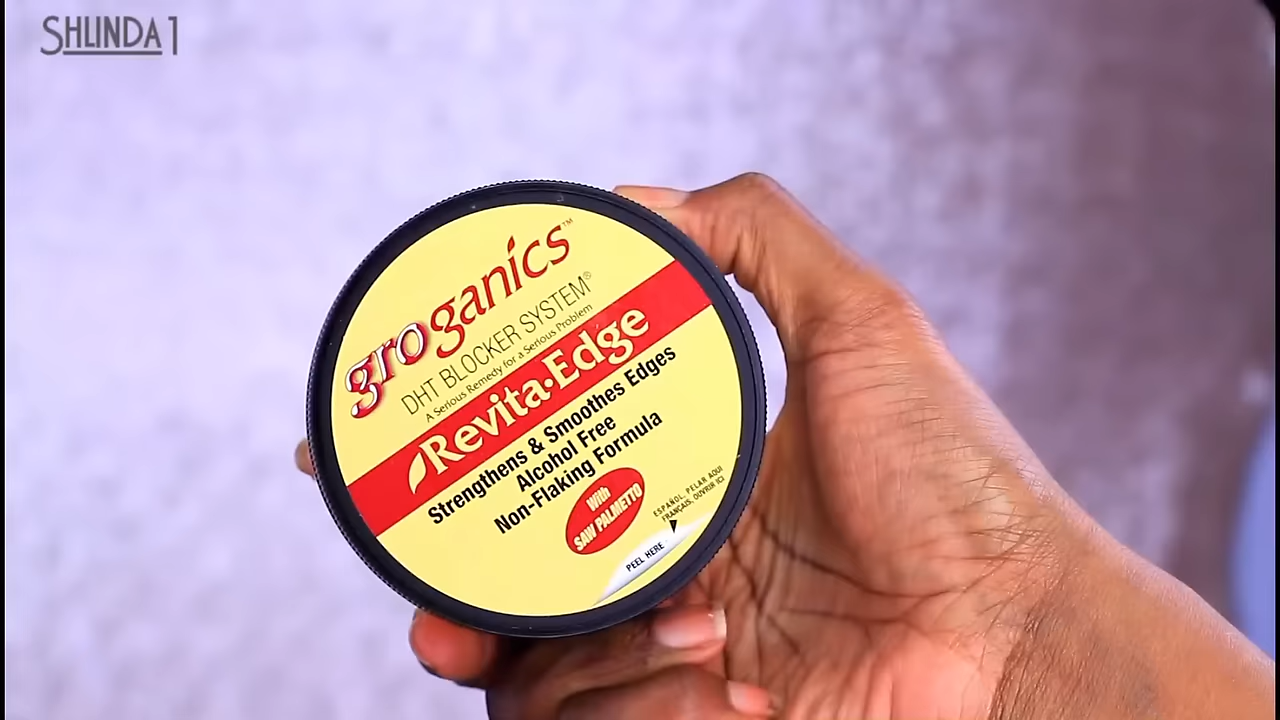 SHLINDA1
groganics™
DHT BLOCKER SYSTEM®
A Serious Remedy for a Serious Problem
Revita•Edge
Strengthens & Smoothes Edges
Alcohol Free
Non-Flaking Formula
With
SAW PALMETTO
ESPAÑOL, PELAR AQUI
FRANÇAIS, OUVRIR ICI
PEEL HERE